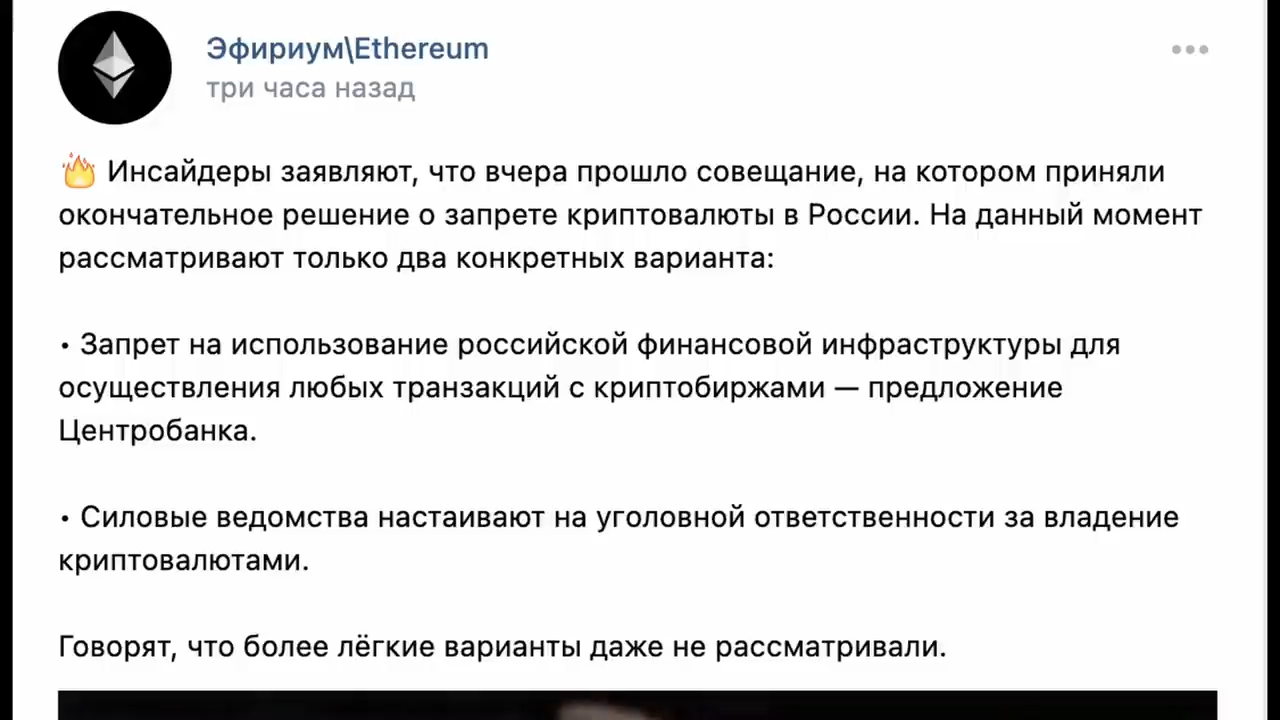 Эфириум\Ethereum
три часа назад
🔥 Инсайдеры заявляют, что вчера прошло совещание, на котором приняли
окончательное решение о запрете криптовалюты в России. На данный момент
рассматривают только два конкретных варианта:
• Запрет на использование российской финансовой инфраструктуры для
осуществления любых транзакций с криптобиржами — предложение
Центробанка.
• Силовые ведомства настаивают на уголовной ответственности за владение
криптовалютами.
Говорят, что более лёгкие варианты даже не рассматривали.